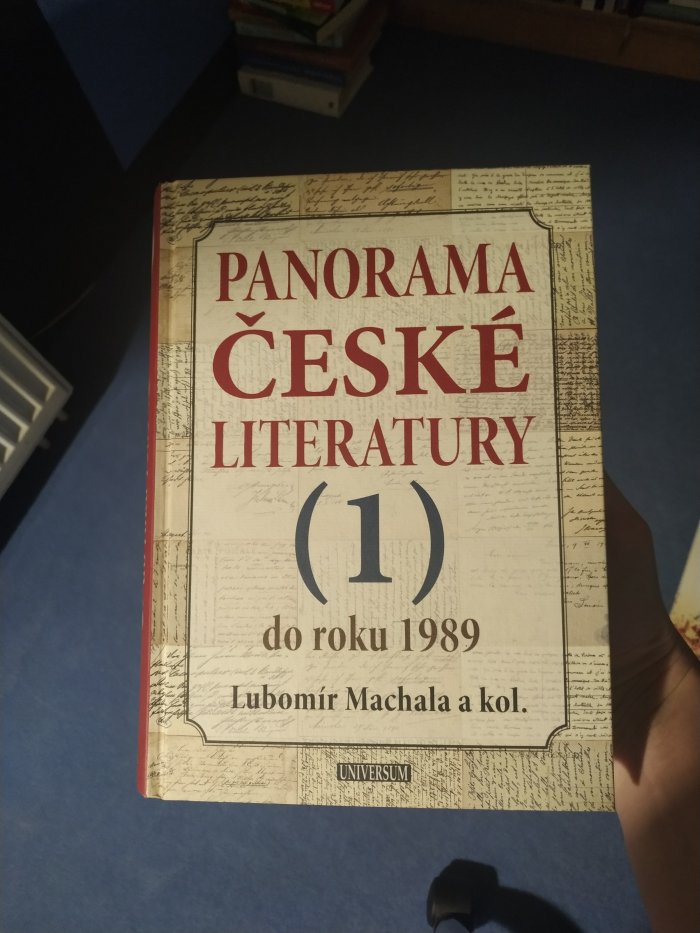 PANORAMA
ČESKÉ
LITERATURY
(1)
do roku 1989
Lubomír Machala a kol.
UNIVERSUM